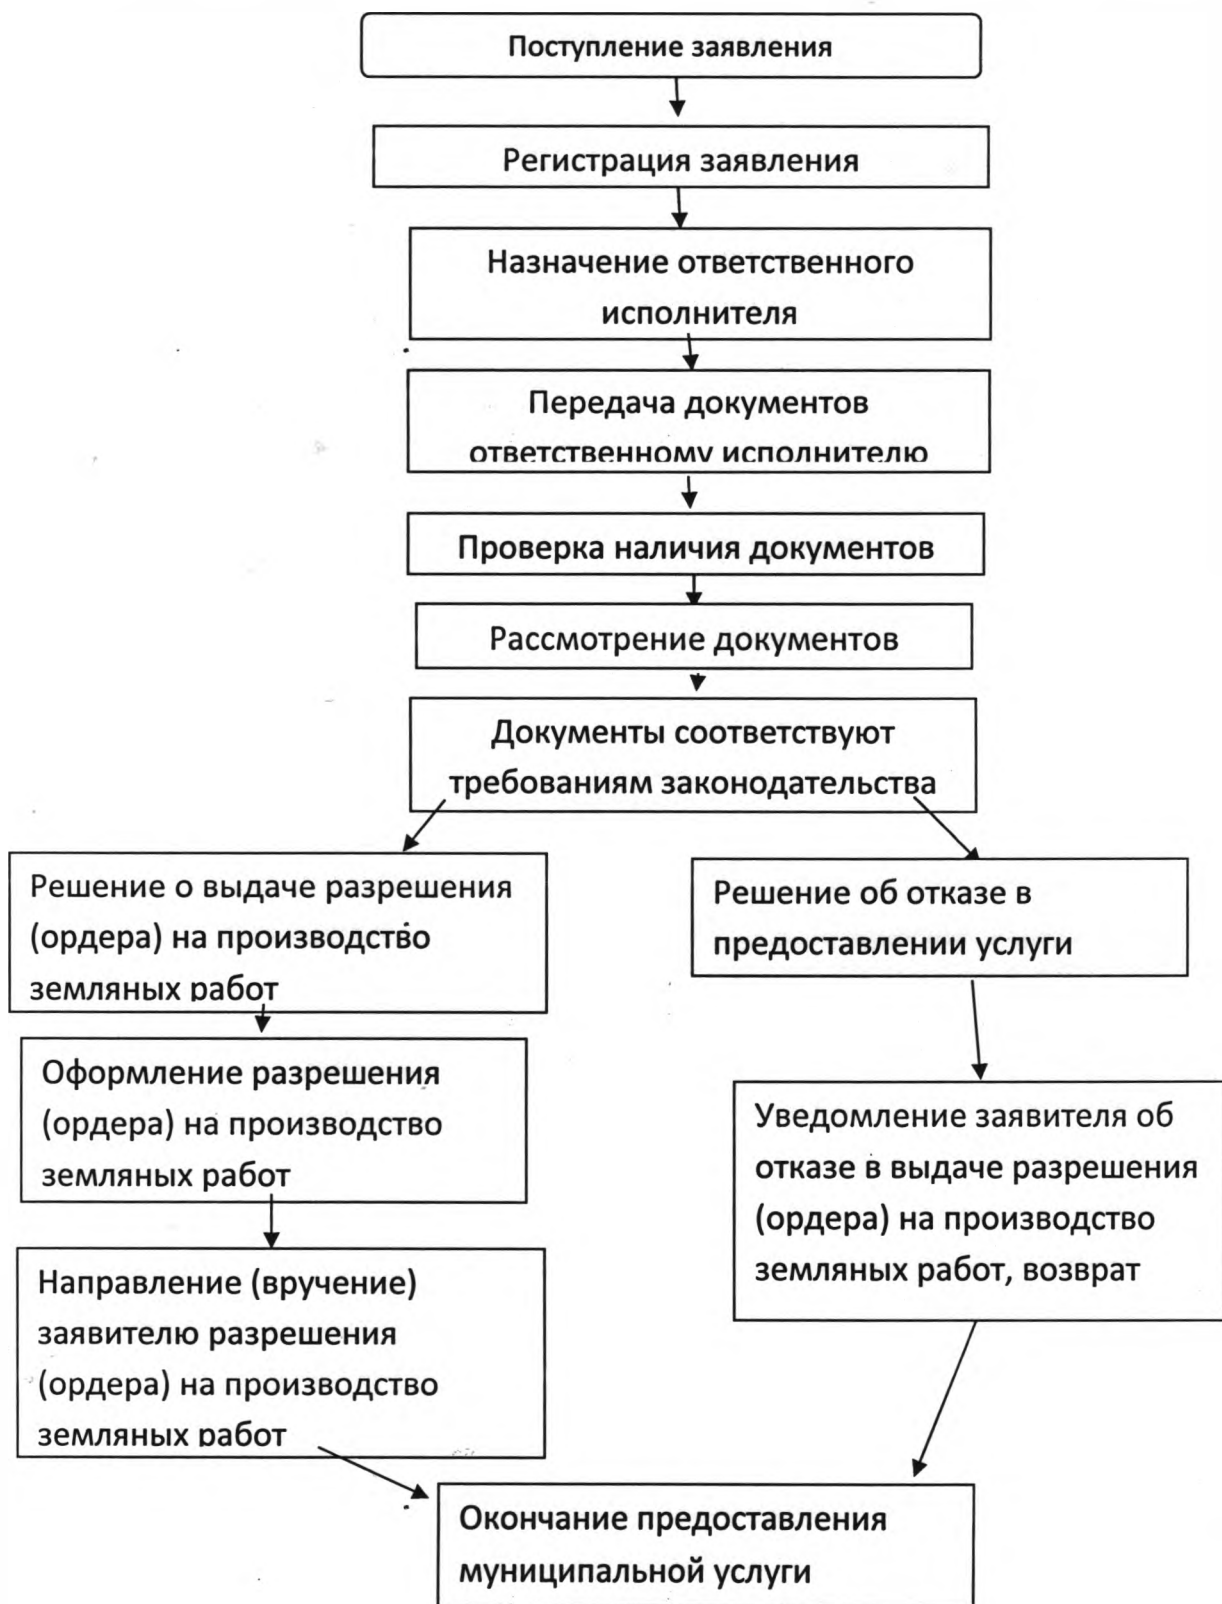 Поступление заявления
Регистрация заявления
Назначение ответственного
исполнителя
Передача документов
ответственному исполнителю
Проверка наличия документов
Рассмотрение документов
Документы соответствуют
требованиям законодательства
Решение о выдаче разрешения
(ордера) на производство
земляных работ
Решение об отказе в
предоставлении услуги
Оформление разрешения
(ордера) на производство
земляных работ
Уведомление заявителя об
отказе в выдаче разрешения
(ордера) на производство
земляных работ, возврат
Направление (вручение)
заявителю разрешения
(ордера) на производство
земляных работ
Окончание предоставления
муниципальной услуги